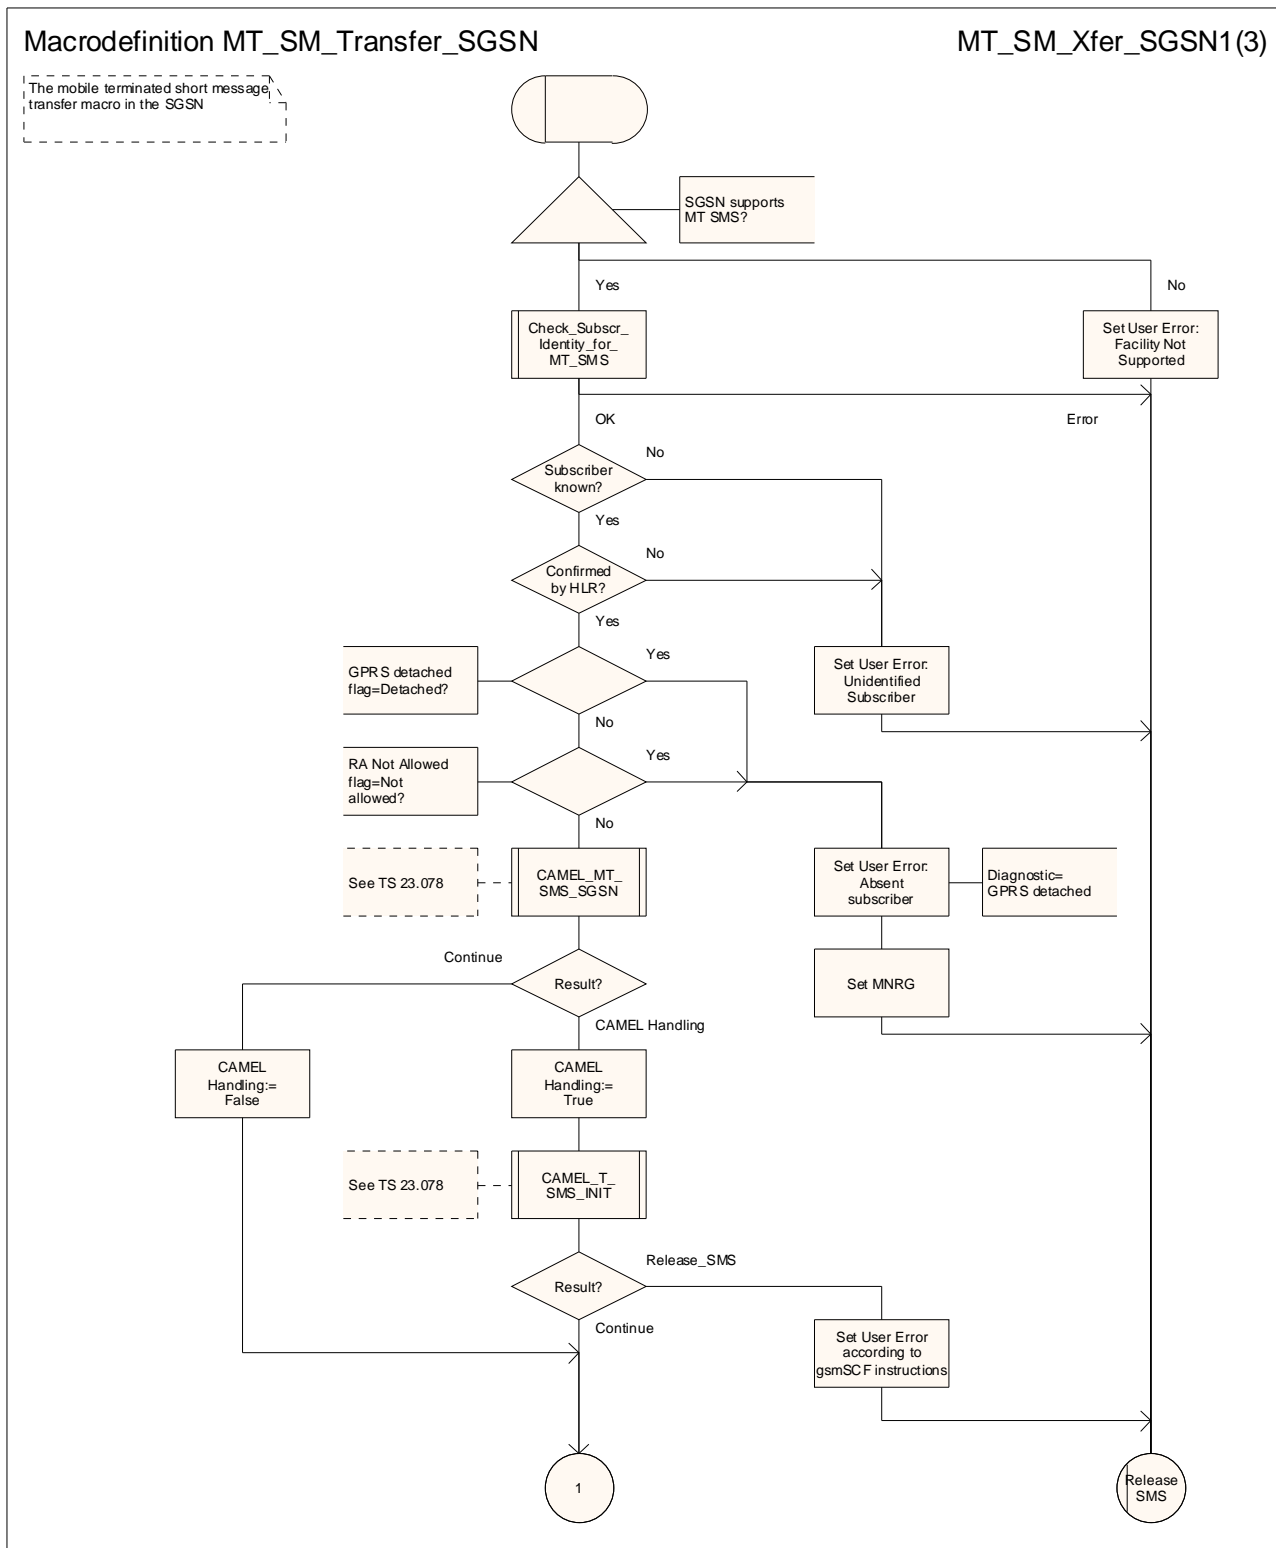 Macrodefinition MT_SM_Transfer_SGSN
MT_SM_Xfer_SGSN1(3)
The mobile terminated short message
transfer macro in the SGSN
SGSN supports
MT SMS?
Yes
No
Check_Subscr_
Identity_for_
MT_SMS
Set User Error:
Facility Not
Supported
OK
Error
Subscriber
known?
No
Yes
Confirmed
by HLR?
No
Yes
GPRS detached
flag=Detached?
Yes
Set User Error:
Unidentified
Subscriber
No
RA Not Allowed
flag=Not
allowed?
Yes
No
See TS 23.078
CAMEL_MT_
SMS_SGSN
Set User Error:
Absent
subscriber
Diagnostic=
GPRS detached
Continue
Result?
Set MNRG
CAMEL Handling
CAMEL
Handling:=
False
CAMEL
Handling:=
True
See TS 23.078
CAMEL_T_
SMS_INIT
Result?
Release_SMS
Continue
Set User Error
according to
gsmSCF instructions
1
Release
SMS